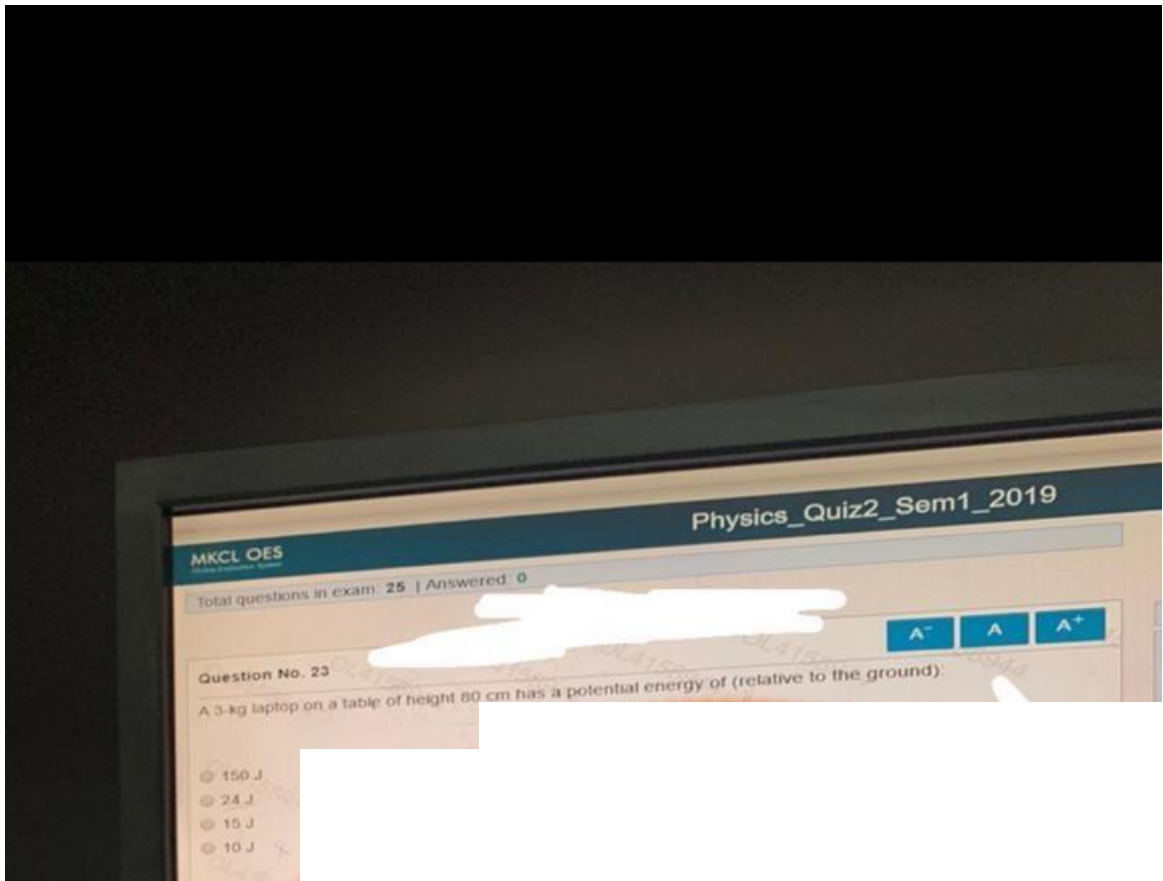 Physics_Quiz2_Sem1_2019
MKCL OES
Total questions in exam: 25 | Answered: 0
A- A A+
Question No. 23
A 3-kg laptop on a table of height 80 cm has a potential energy of (relative to the ground):
150 J
24 J
15 J
10 J